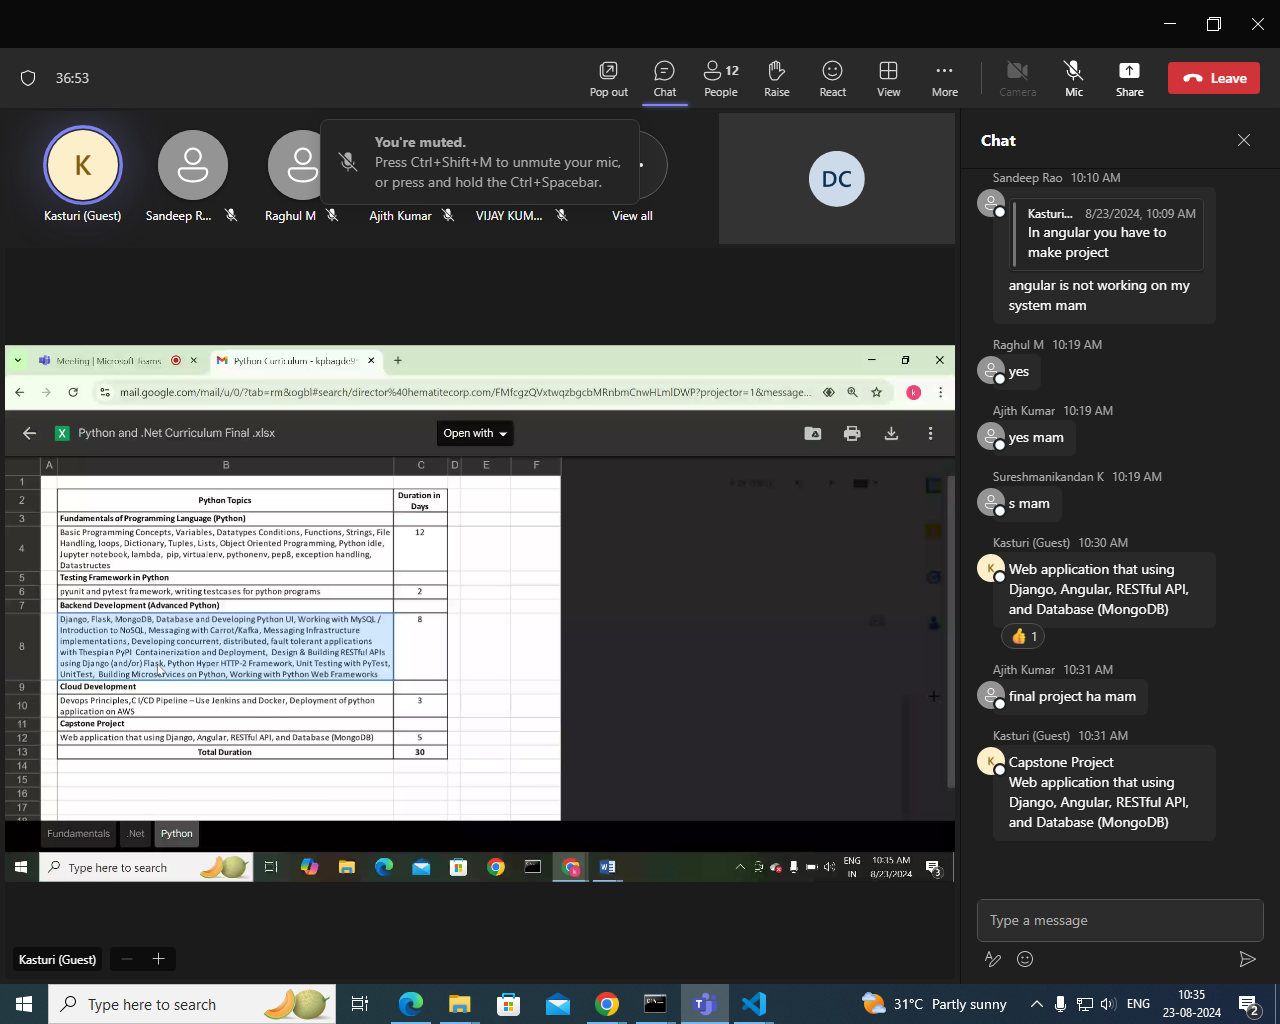 36:53
Pop out
Chat
12
People
Raise
React
View
More
Camera
Mic
Share
Leave
K
Kasturi (Guest)
Sandeep R...
Raghul M
Ajith Kumar
VIJAY KUM...
View all
You're muted.
Press Ctrl+Shift+M to unmute your mic,
or press and hold the Ctrl+Spacebar.
DC
Meeting | Microsoft Teams
Python Curriculum - kpbagde9
mail.google.com/mail/u/0/?tab=rm&ogbl#search/director%40hematitecorp.com/FMfcgzQVxtwqzbgcbMRnbmCnwHLmlDWP?projector=1&message...
Python and .Net Curriculum Final .xlsx
Open with
A B C D E F
1
2 Python Topics Duration in Days
3 Fundamentals of Programming Language (Python)
4 Basic Programming Concepts, Variables, Datatypes Conditions, Functions, Strings, File 12
Handling, loops, Dictionary, Tuples, Lists, Object Oriented Programming, Python idle,
Jupyter notebook, lambda, pip, virtualenv, pythonenv, pep8, exception handling,
Datastructes
5 Testing Framework in Python
6 pyunit and pytest framework, writing testcases for python programs 2
7 Backend Development (Advanced Python)
8 Django, Flask, MongoDB, Database and Developing Python UI, Working with MySQL / 8
Introduction to NoSQL, Messaging with Carrot/Kafka, Messaging Infrastructure
implementations, Developing concurrent, distributed, fault tolerant applications
with Thespian PyPI Containerization and Deployment, Design & Building RESTful APIs
using Django (and/or) Flask, Python Hyper HTTP-2 Framework, Unit Testing with PyTest,
UnitTest, Building Microservices on Python, Working with Python Web Frameworks
9 Cloud Development
10 Devops Principles,C I/CD Pipeline – Use Jenkins and Docker, Deployment of python 3
application on AWS
11 Capstone Project
12 Web application that using Django, Angular, RESTful API, and Database (MongoDB) 5
13 Total Duration 30
14
15
16
17
Fundamentals
.Net
Python
Type here to search
ENG
IN
10:35 AM
8/23/2024
3
Kasturi (Guest)
Chat
Sandeep Rao 10:10 AM
Kasturi... 8/23/2024, 10:09 AM
In angular you have to
make project
angular is not working on my
system mam
Raghul M 10:19 AM
yes
Ajith Kumar 10:19 AM
yes mam
Sureshmanikandan K 10:19 AM
s mam
Kasturi (Guest) 10:30 AM
K
Web application that using
Django, Angular, RESTful API,
and Database (MongoDB)
1
Ajith Kumar 10:31 AM
final project ha mam
Kasturi (Guest) 10:31 AM
K
Capstone Project
Web application that using
Django, Angular, RESTful API,
and Database (MongoDB)
Type a message
Type here to search
31°C Partly sunny
ENG
10:35
23-08-2024
2